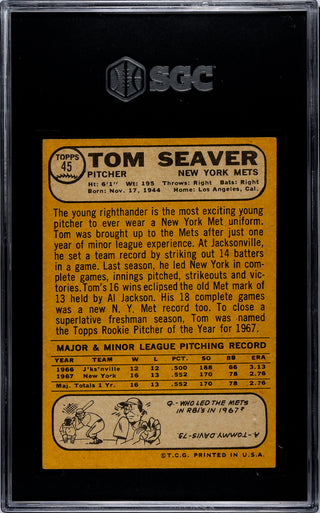 SGC
TOPPS
45
TOM SEAVER
PITCHER NEW YORK METS
Ht: 6'1" Wt: 195 Throws: Right Bats: Right
Born: Nov. 17, 1944 Home: Los Angeles, Cal.
The young righthander is the most exciting young
pitcher to ever wear a New York Met uniform.
Tom was brought up to the Mets after just one
year of minor league experience. At Jacksonville,
he set a team record by striking out 14 batters
in a game. Last season, he led New York in com-
plete games, innings pitched, strikeouts and vic-
tories. Tom's 16 wins eclipsed the old Met mark of
13 held by Al Jackson. His 18 complete games
was a new N. Y. Met record too. To close a
superlative freshman season, Tom was named
the Topps Rookie Pitcher of the Year for 1967.
MAJOR & MINOR LEAGUE PITCHING RECORD
YEAR TEAM W L PCT. SO BB ERA
1966 J'ks'nville 12 12 .500 188 66 3.13
1967 New York 16 13 .552 170 78 2.76
Maj. Totals 1 Yr. 16 13 .552 170 78 2.76
Q- WHO LED THE METS
IN RBI'S IN 1967?
A- TOMMY DAVIS-73
©T.C.G. PRINTED IN U.S.A.